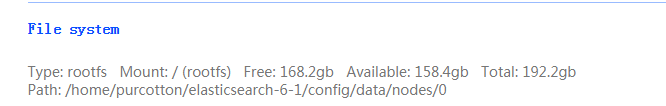 File system
Type: rootfs Mount: / (rootfs) Free: 168.2gb Available: 158.4gb Total: 192.2gb
Path: /home/purcotton/elasticsearch-6-1/config/data/nodes/0